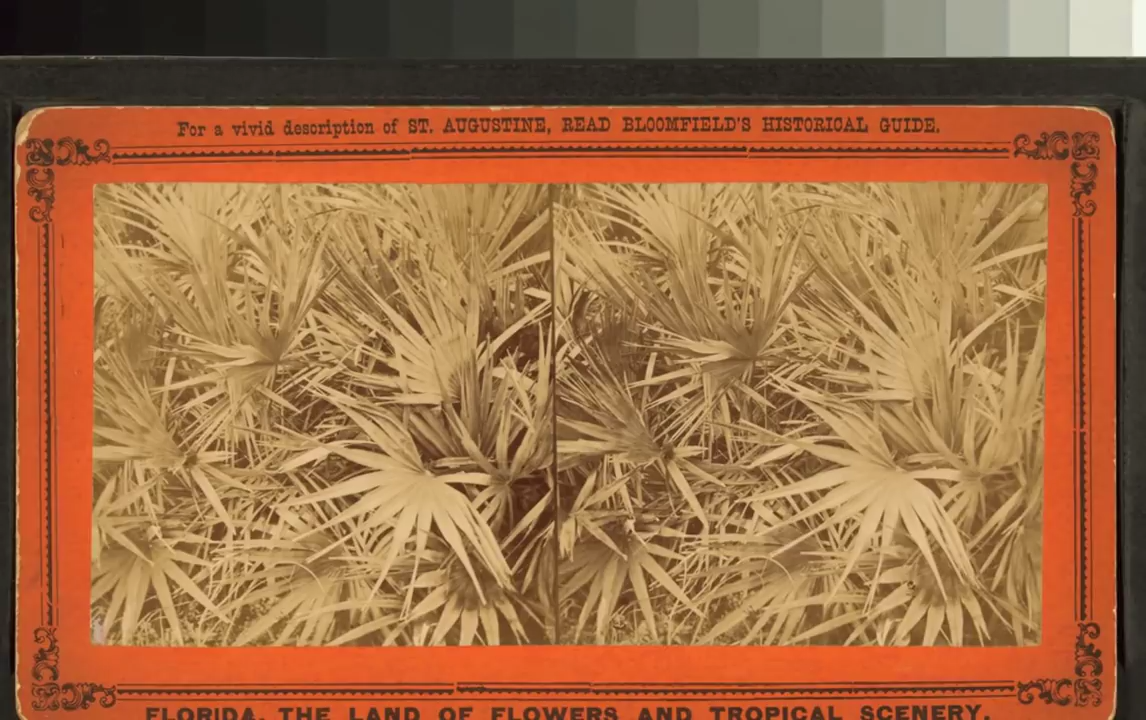 For a vivid description of ST. AUGUSTINE, READ BLOOMFIELD'S HISTORICAL GUIDE.
FLORIDA, THE LAND OF FLOWERS AND TROPICAL SCENERY.